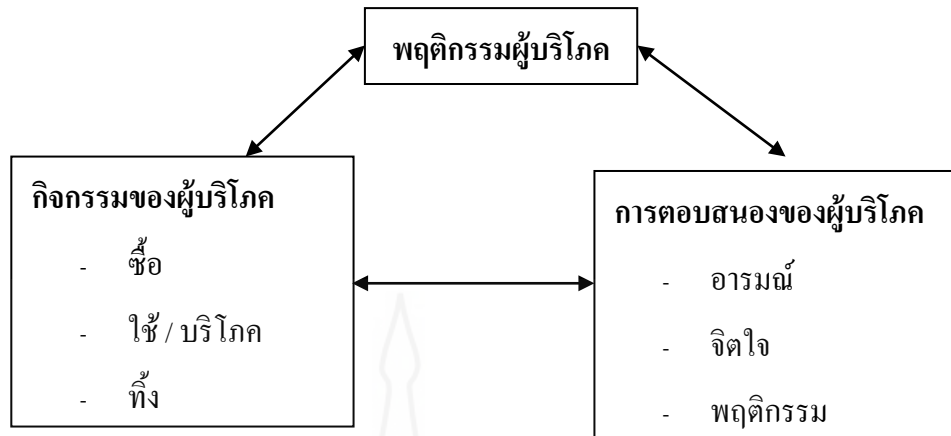 พฤติกรรมผู้บริโภค
กิจกรรมของผู้บริโภค
- ซื้อ
- ใช้ / บริโภค
- ทิ้ง
การตอบสนองของผู้บริโภค
- อารมณ์
- จิตใจ
- พฤติกรรม